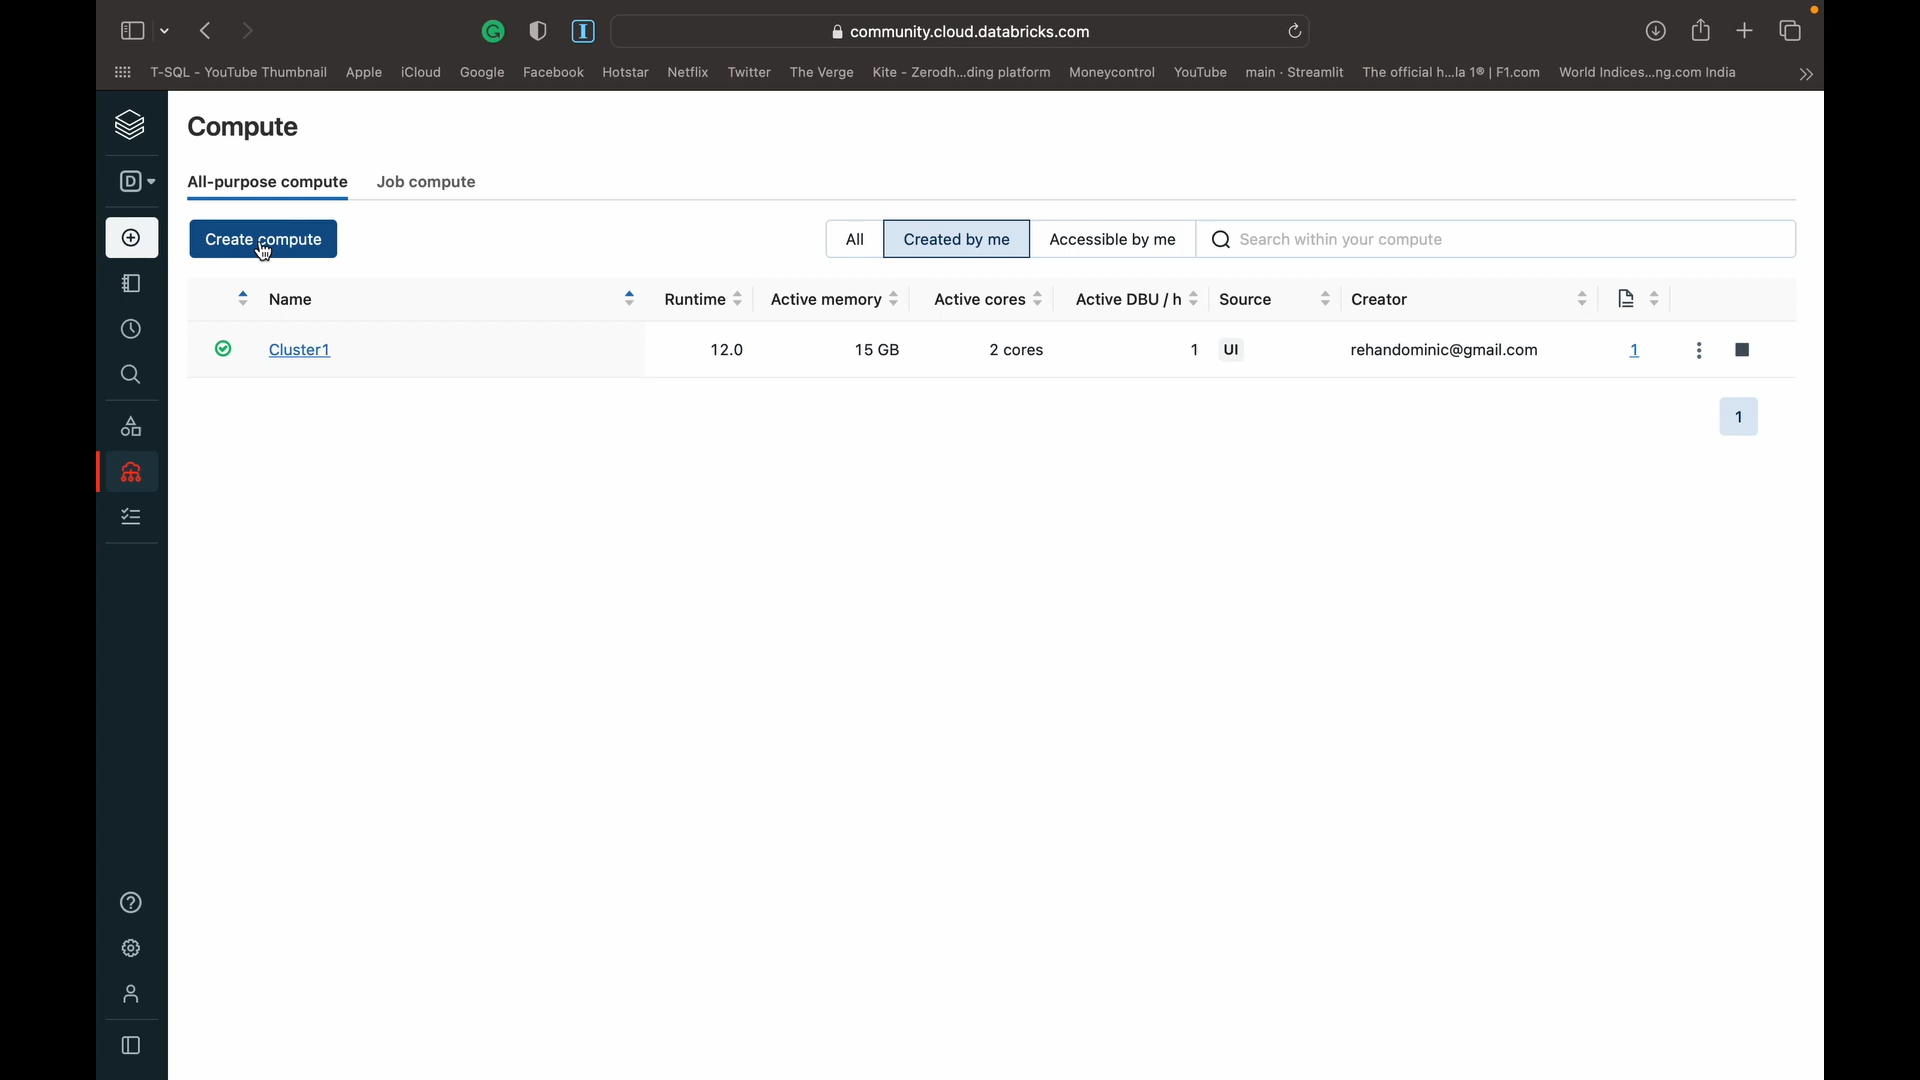 community.cloud.databricks.com
T-SQL - YouTube Thumbnail Apple iCloud Google Facebook Hotstar Netflix Twitter The Verge Kite - Zerodh...ding platform Moneycontrol YouTube main · Streamlit The official h...la 1® | F1.com World Indices...ng.com India
Compute
D
All-purpose compute Job compute
Create compute All Created by me Accessible by me Search within your compute
Name Runtime Active memory Active cores Active DBU / h Source Creator
Cluster1 12.0 15 GB 2 cores 1 UI rehandominic@gmail.com 1
1